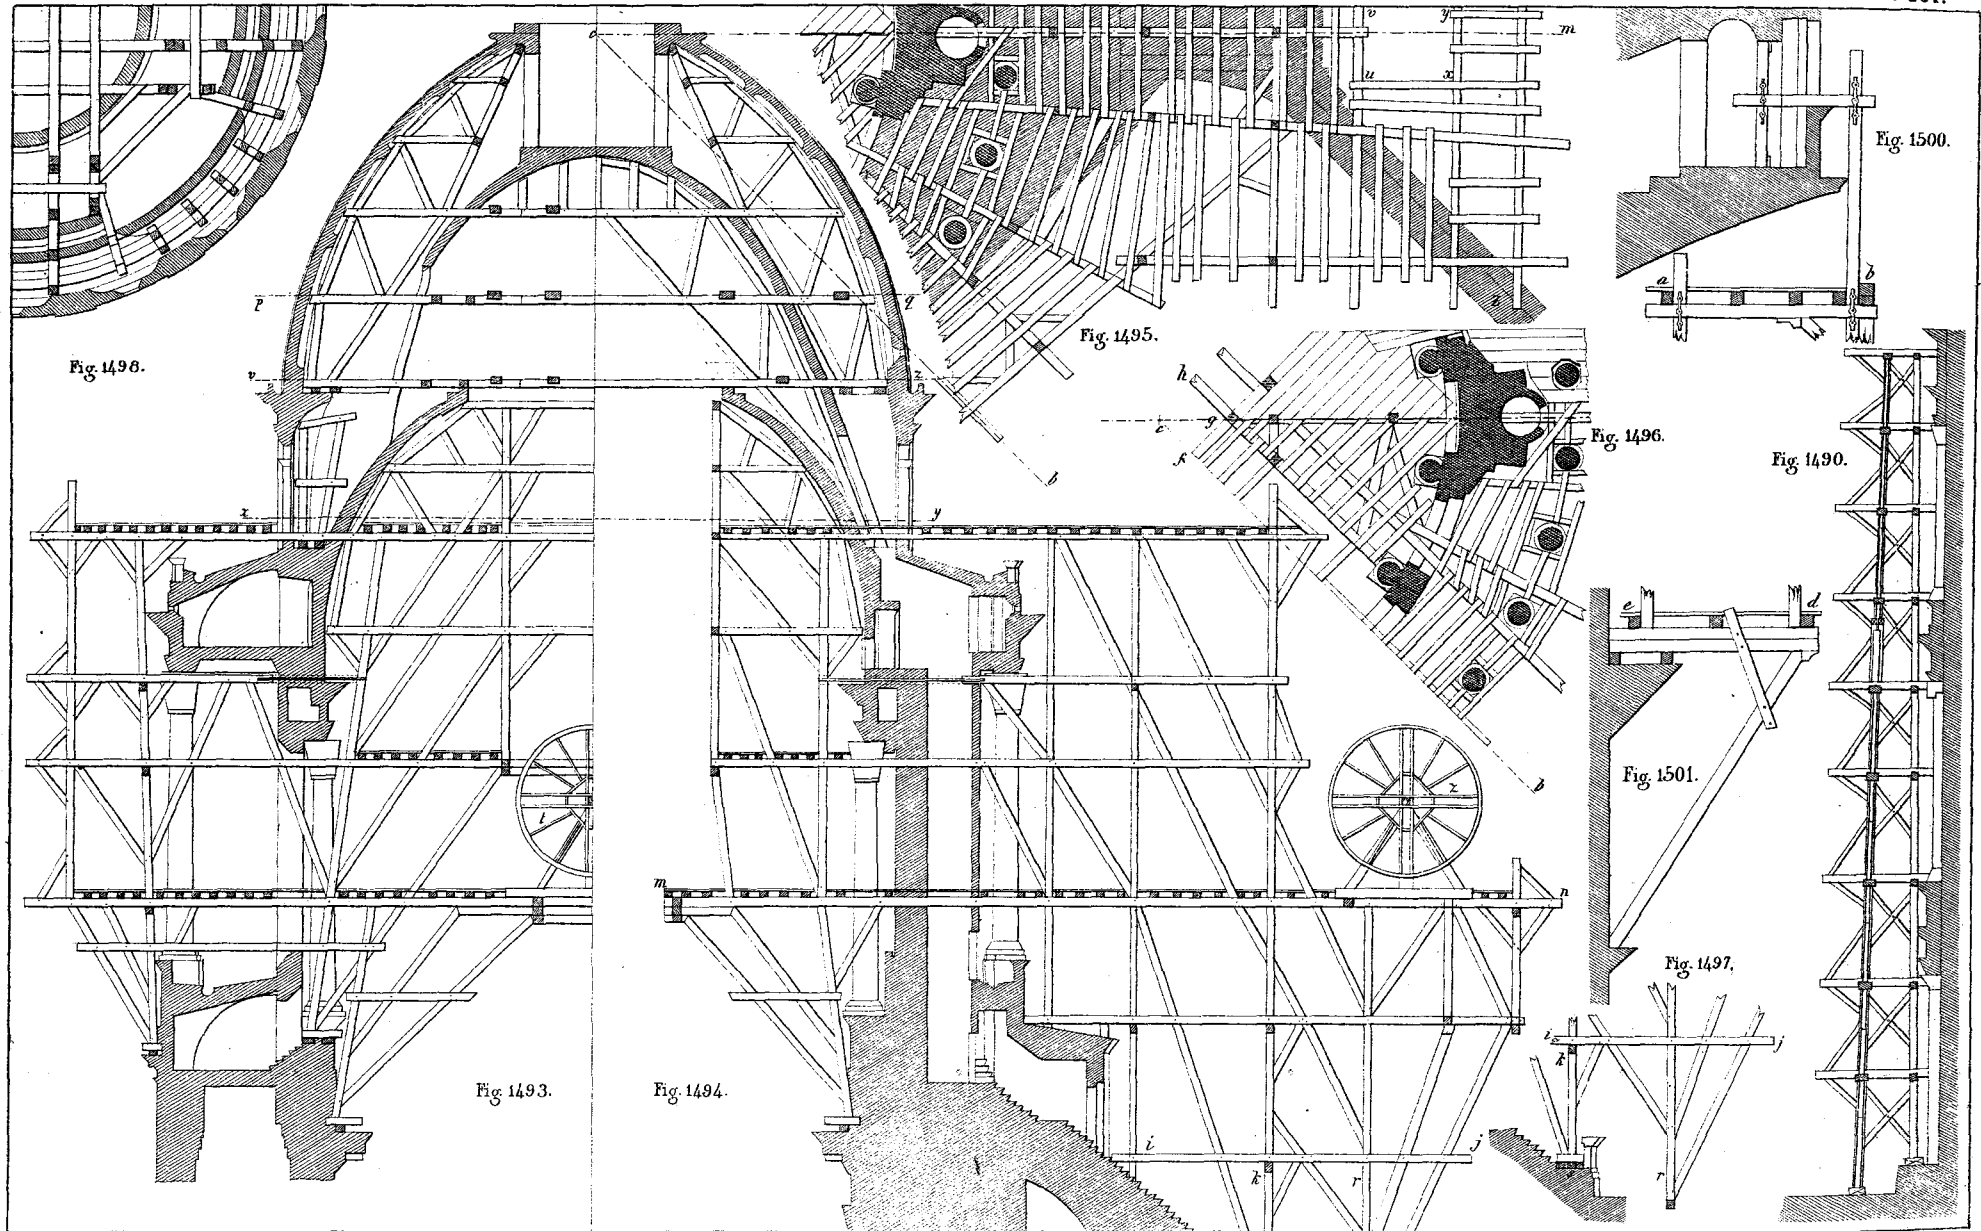 Fig. 1498.
c
v
y
m
u
x
z
Fig. 1495.
Fig. 1500.
a
b
p
q
v
z
b
h
g
e
f
Fig. 1496.
Fig. 1490.
x
y
e
d
Fig. 1501.
b
t
z
m
n
Fig. 1497.
i
j
k
r
Fig. 1493.
Fig. 1494.
i
j
k
r